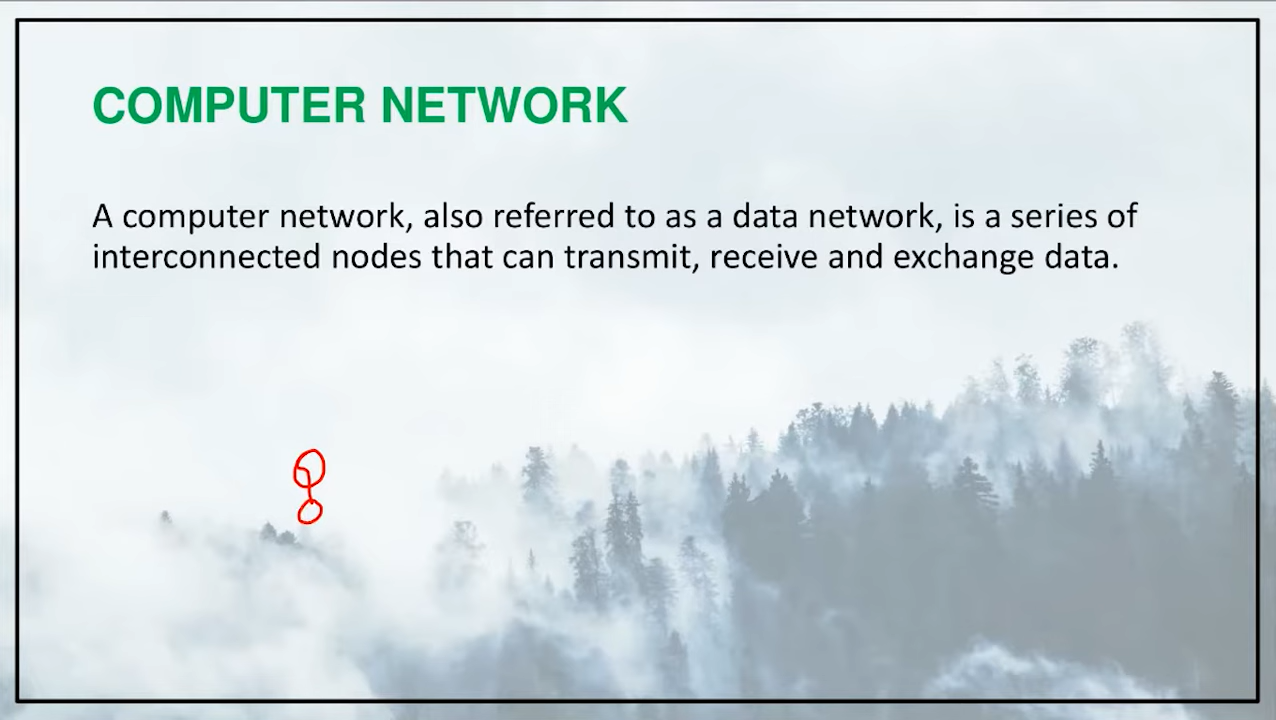 COMPUTER NETWORK
A computer network, also referred to as a data network, is a series of
interconnected nodes that can transmit, receive and exchange data.